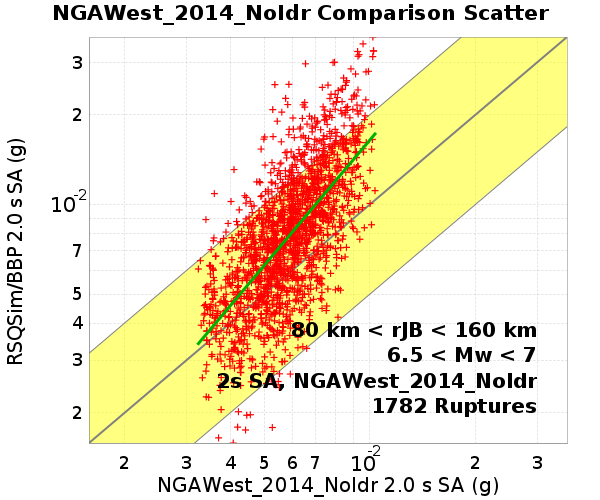 NGAWest_2014_NoIdr Comparison Scatter
RSQSim/BBP 2.0 s SA (g)
3
2
10-2
7
5
4
3
2
80 km < rJB < 160 km
6.5 < Mw < 7
2s SA, NGAWest_2014_NoIdr
1782 Ruptures
2 3 4 5 6 7 10-2 2 3
NGAWest_2014_NoIdr 2.0 s SA (g)